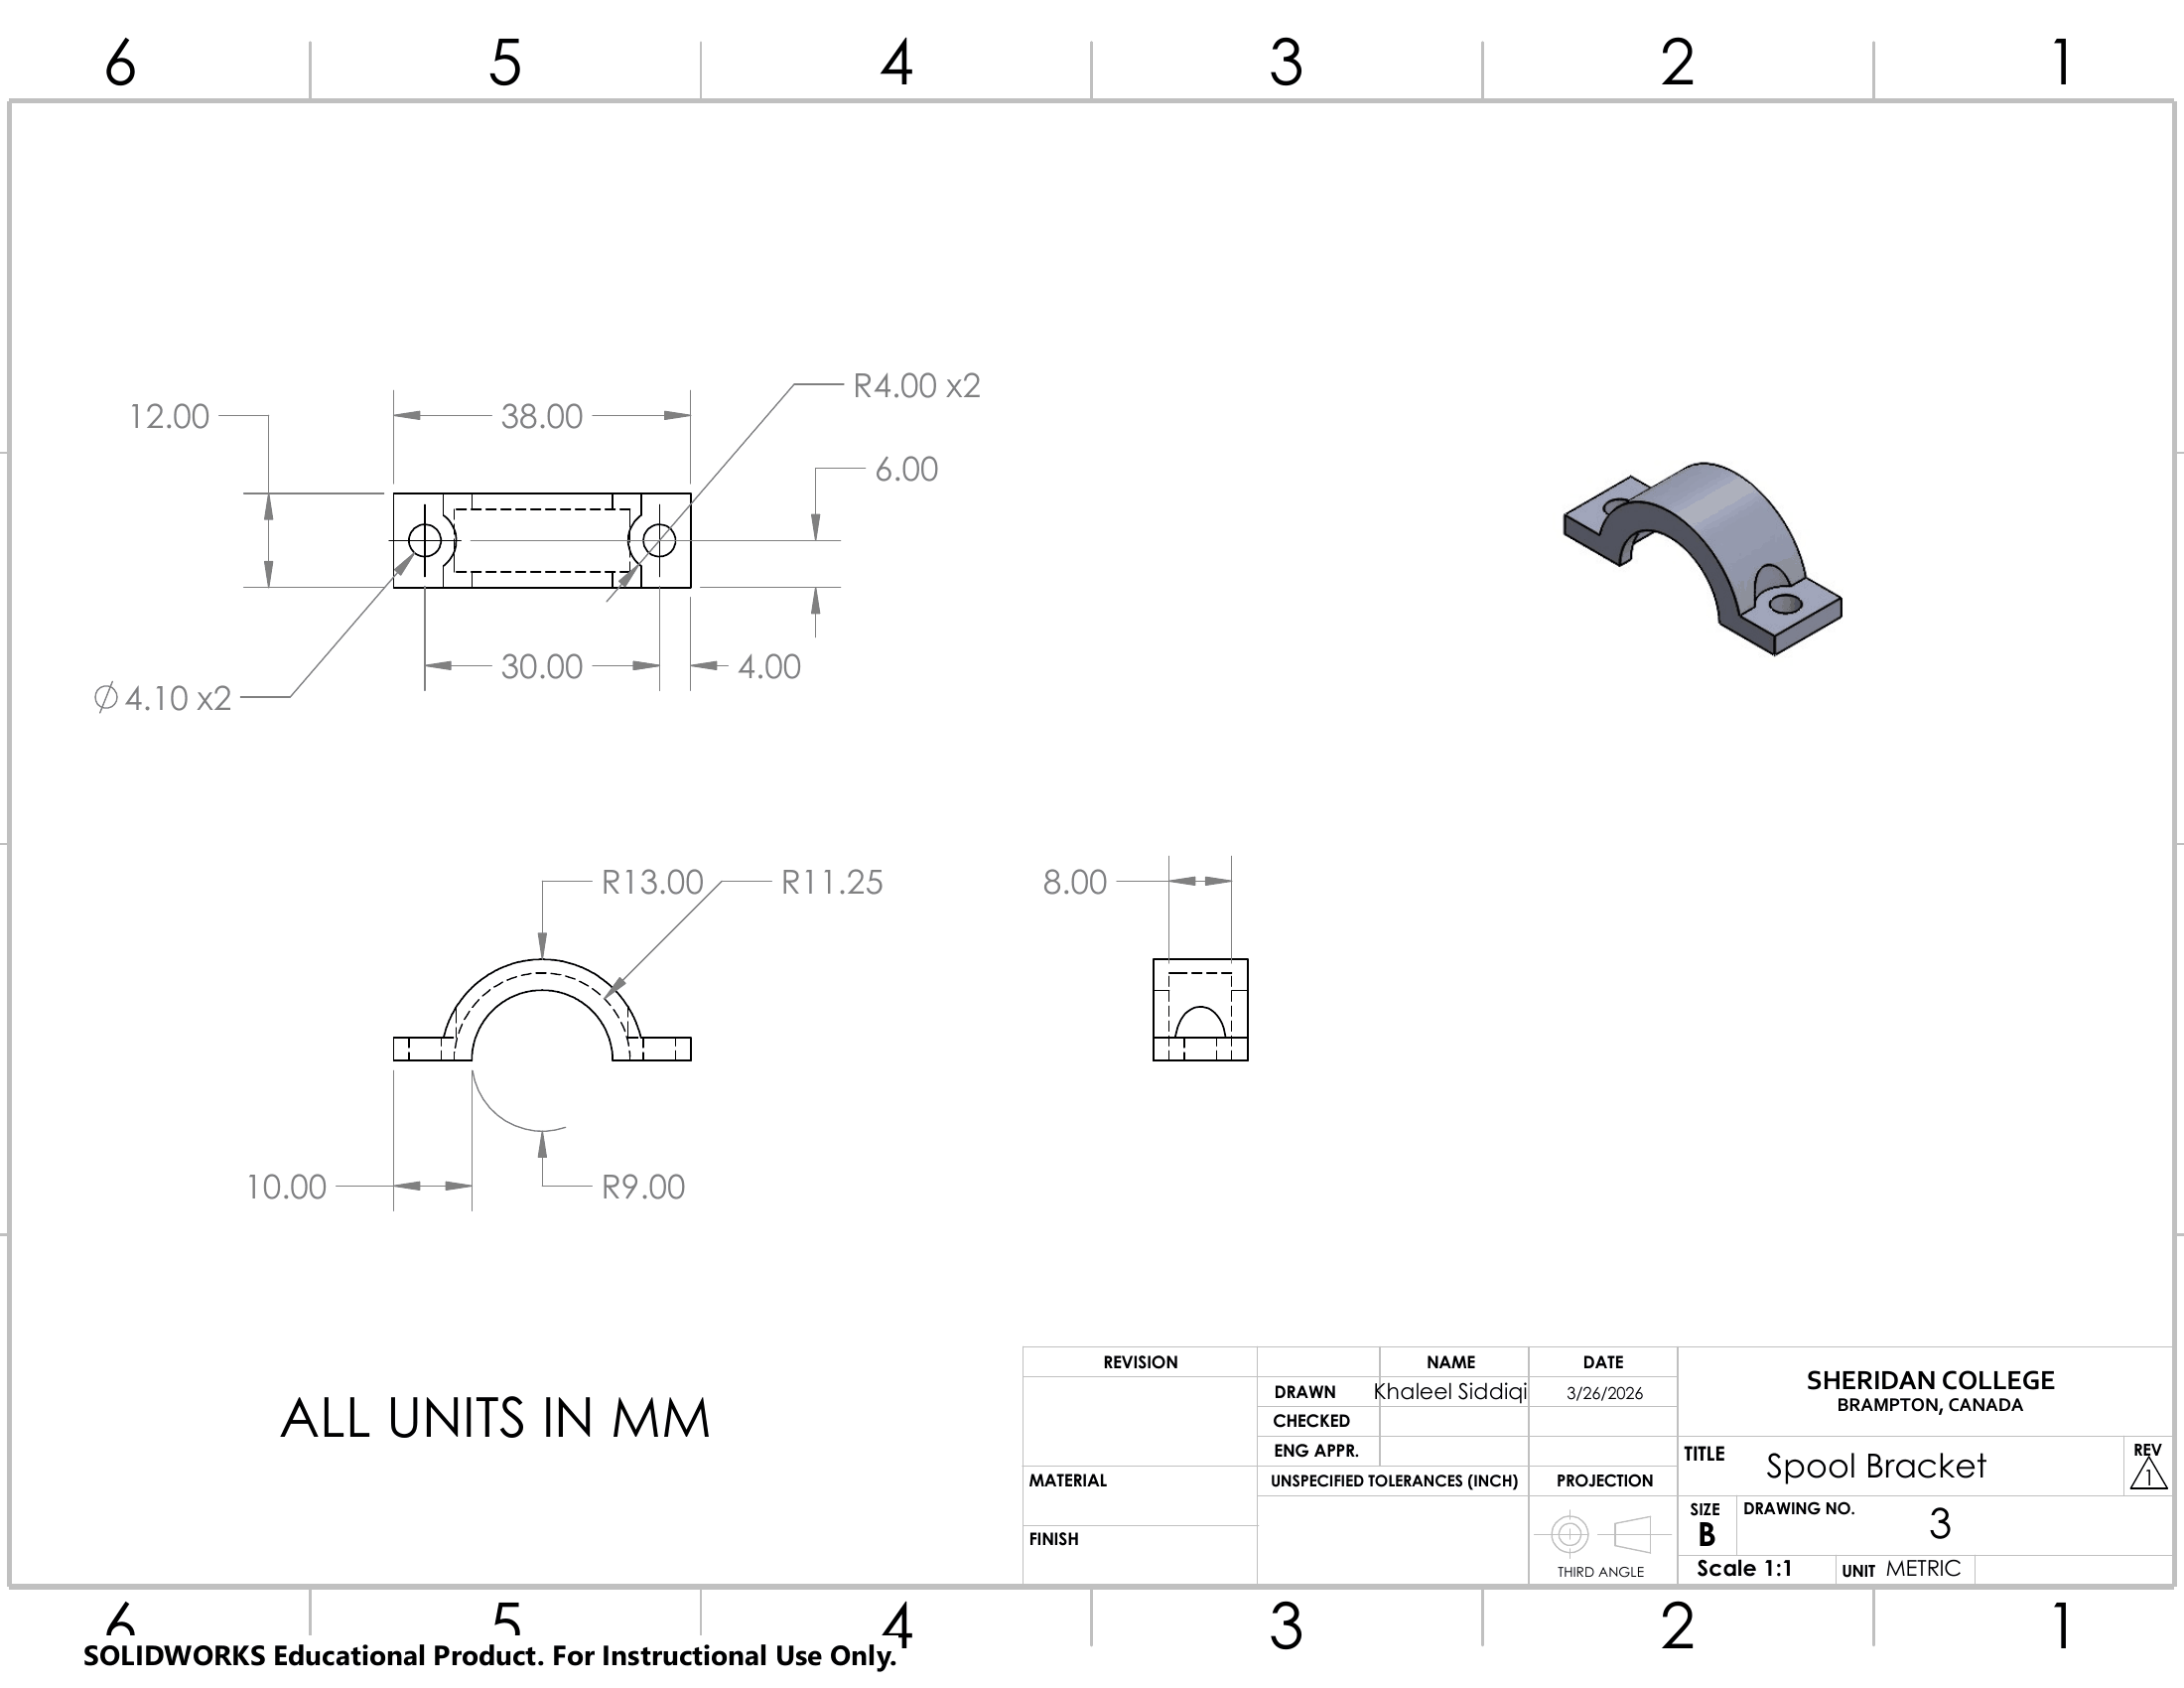 6 5 4 3 2 1
R4.00 x2
12.00 38.00
6.00
30.00 4.00
∅4.10 x2
R13.00 R11.25 8.00
10.00 R9.00
ALL UNITS IN MM
REVISION NAME DATE
DRAWN Khaleel Siddiqi 3/26/2026
CHECKED
ENG APPR.
SHERIDAN COLLEGE
BRAMPTON, CANADA
TITLE Spool Bracket REV 1
MATERIAL UNSPECIFIED TOLERANCES (INCH) PROJECTION
SIZE B DRAWING NO. 3
FINISH
THIRD ANGLE
Scale 1:1 UNIT METRIC
6 5 4 3 2 1
SOLIDWORKS Educational Product. For Instructional Use Only.